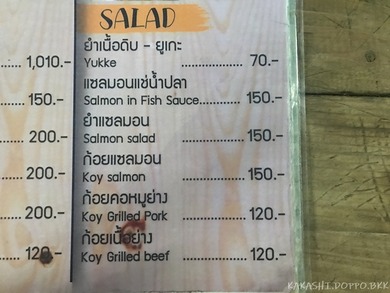 SALAD
ยำเนื้อดิบ - ยูเกะ
1,010.-
Yukke 70.-
แซลมอนแช่น้ำปลา
150.-
Salmon in Fish Sauce 150.-
ยำแซลมอน
200.-
Salmon salad 150.-
ก้อยแซลมอน
200.-
Koy salmon 150.-
ก้อยคอหมูย่าง
200.-
Koy Grilled Pork 120.-
ก้อยเนื้อย่าง
120.-
Koy Grilled beef 120.-
KAKASHI.DOPPO.BKK